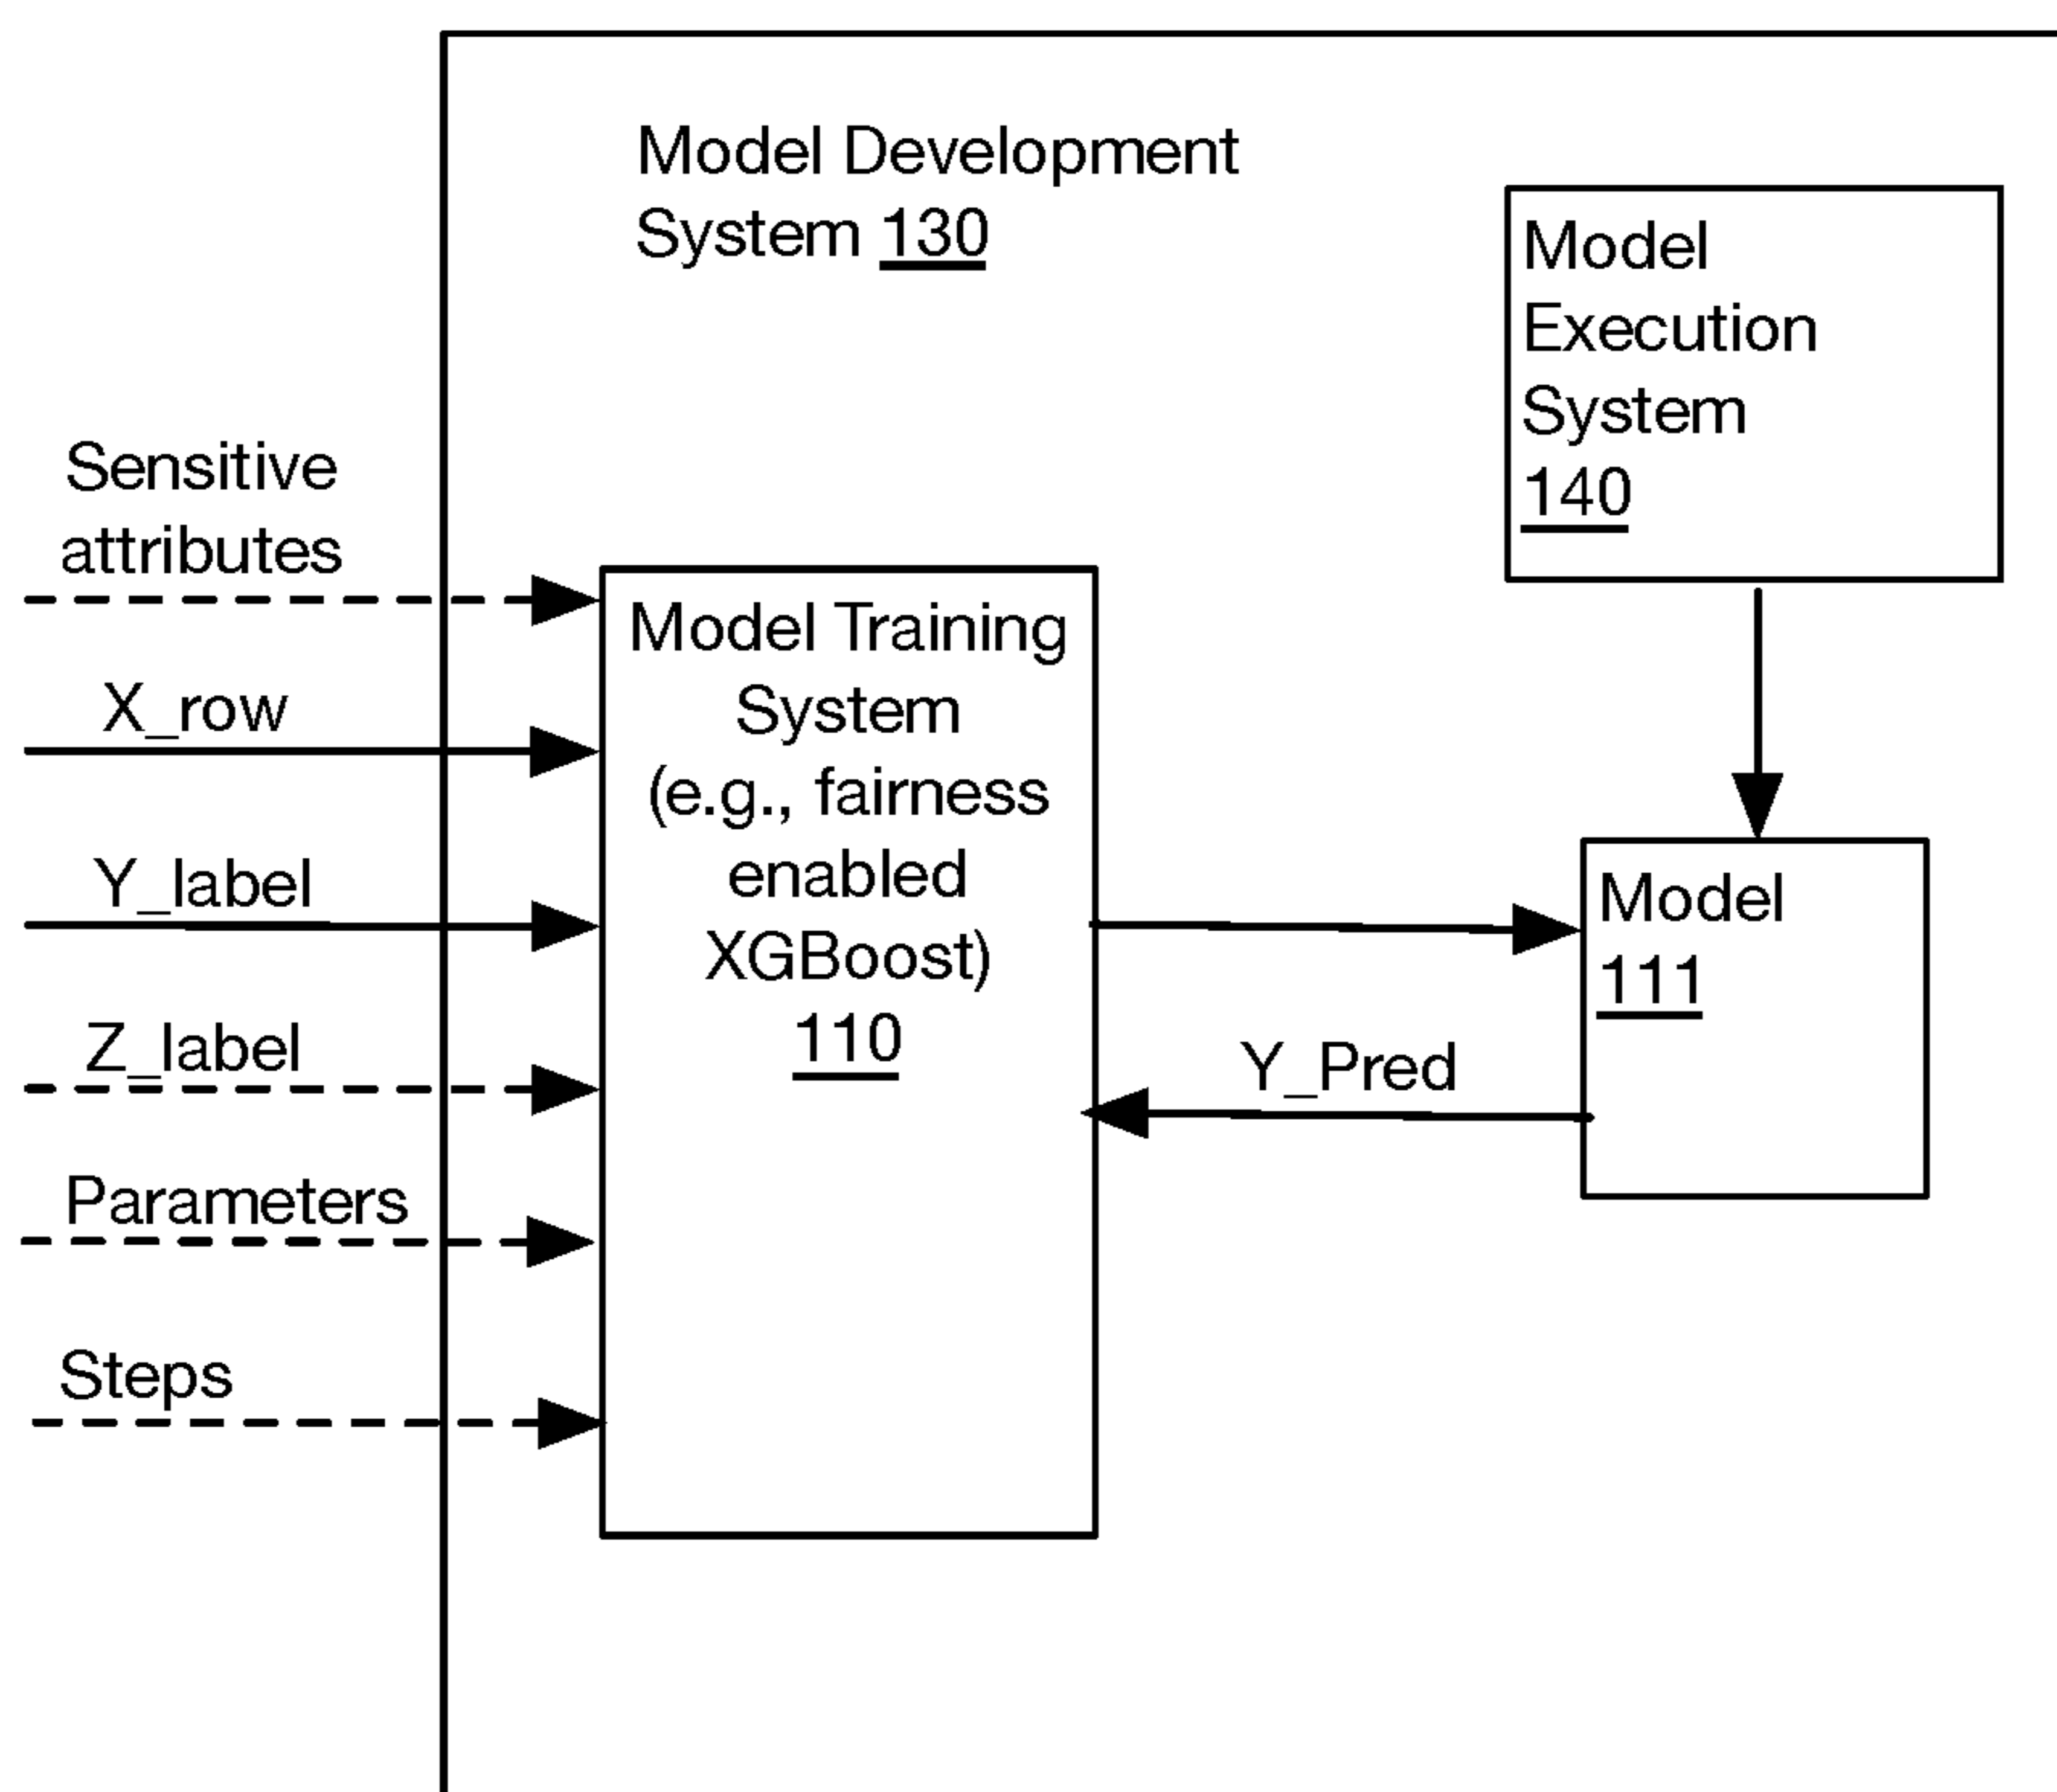 Model Development
System 130
Model
Execution
System
140
Sensitive
attributes
X_row
Y_label
Z_label
Parameters
Steps
Model Training
System
(e.g., fairness
enabled
XGBoost)
110
Y_Pred
Model
111